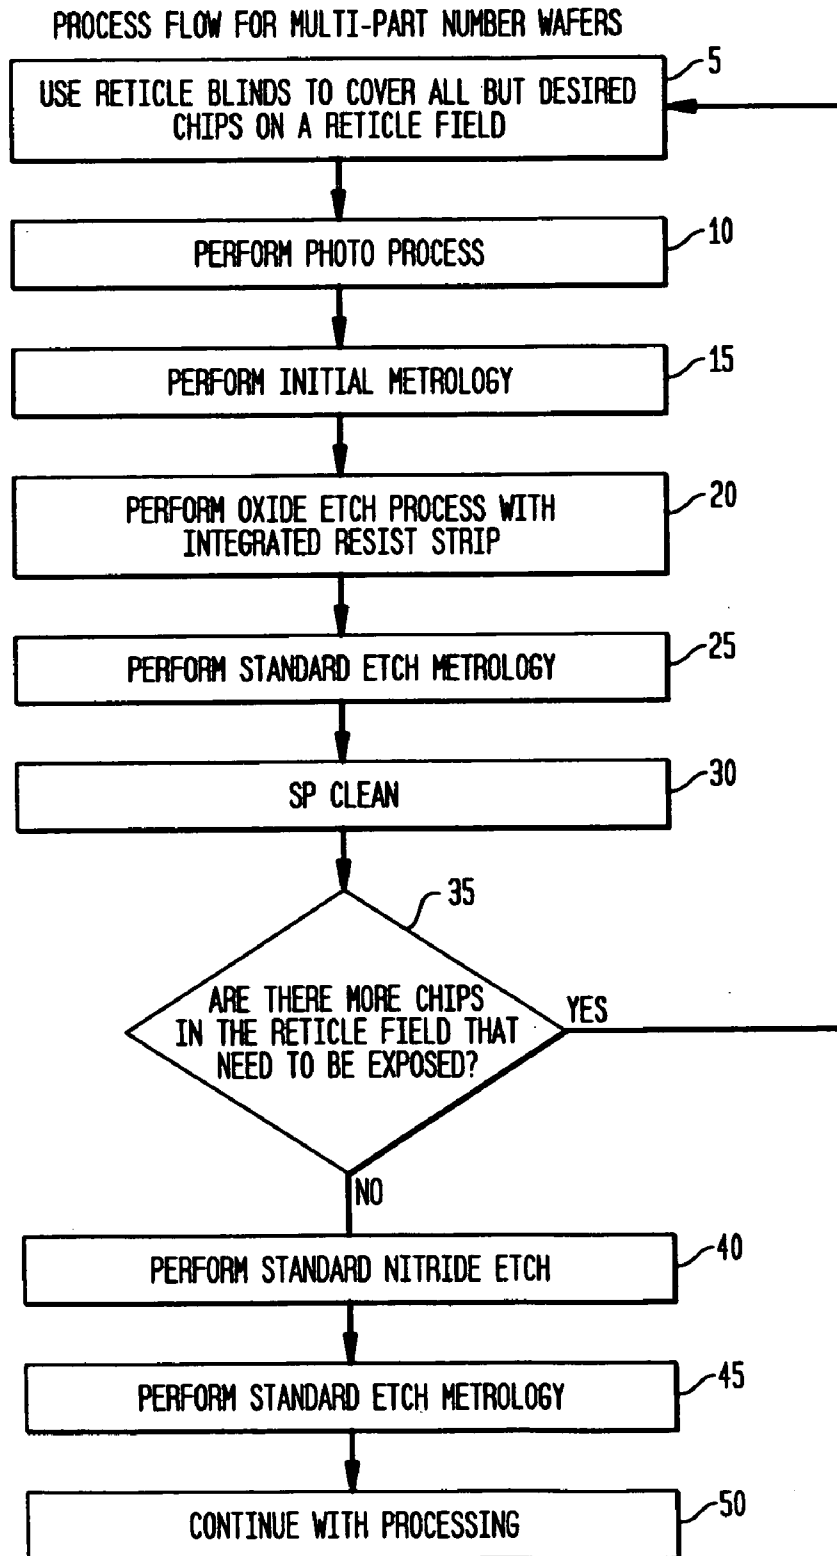 PROCESS FLOW FOR MULTI-PART NUMBER WAFERS
5
USE RETICLE BLINDS TO COVER ALL BUT DESIRED
CHIPS ON A RETICLE FIELD
10
PERFORM PHOTO PROCESS
15
PERFORM INITIAL METROLOGY
20
PERFORM OXIDE ETCH PROCESS WITH
INTEGRATED RESIST STRIP
25
PERFORM STANDARD ETCH METROLOGY
30
SP CLEAN
35
ARE THERE MORE CHIPS
IN THE RETICLE FIELD THAT
NEED TO BE EXPOSED?
YES
NO
40
PERFORM STANDARD NITRIDE ETCH
45
PERFORM STANDARD ETCH METROLOGY
50
CONTINUE WITH PROCESSING